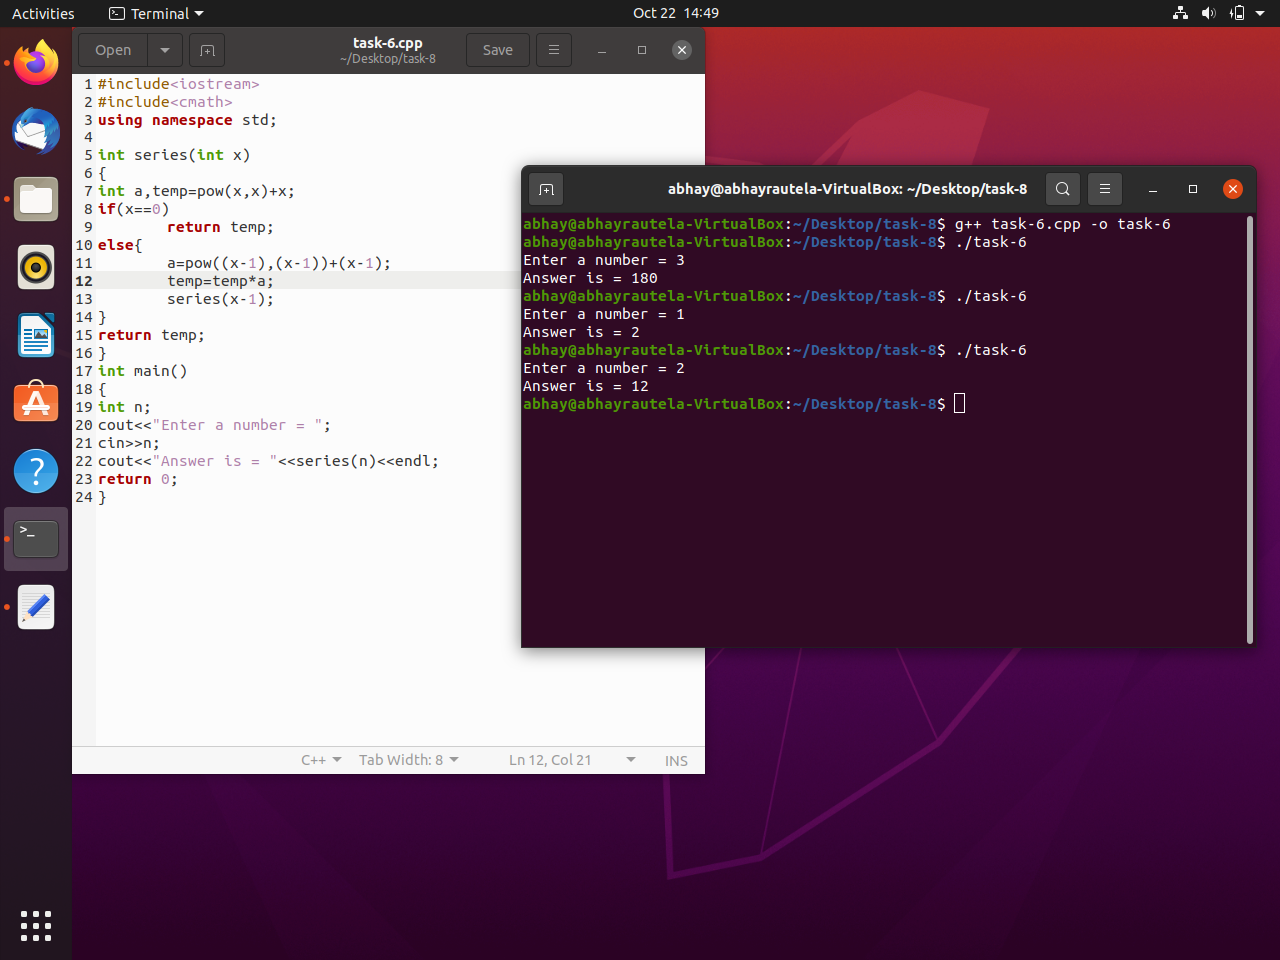 Activities Terminal Oct 22 14:49
Open task-6.cpp Save
~/Desktop/task-8
1 #include<iostream>
2 #include<cmath>
3 using namespace std;
4
5 int series(int x)
6 {
7 int a,temp=pow(x,x)+x;
8 if(x==0)
9 return temp;
10 else{
11 a=pow((x-1),(x-1))+(x-1);
12 temp=temp*a;
13 series(x-1);
14 }
15 return temp;
16 }
17 int main()
18 {
19 int n;
20 cout<<"Enter a number = ";
21 cin>>n;
22 cout<<"Answer is = "<<series(n)<<endl;
23 return 0;
24 }
C++ Tab Width: 8 Ln 12, Col 21 INS
abhay@abhayrautela-VirtualBox: ~/Desktop/task-8
abhay@abhayrautela-VirtualBox:~/Desktop/task-8$ g++ task-6.cpp -o task-6
abhay@abhayrautela-VirtualBox:~/Desktop/task-8$ ./task-6
Enter a number = 3
Answer is = 180
abhay@abhayrautela-VirtualBox:~/Desktop/task-8$ ./task-6
Enter a number = 1
Answer is = 2
abhay@abhayrautela-VirtualBox:~/Desktop/task-8$ ./task-6
Enter a number = 2
Answer is = 12
abhay@abhayrautela-VirtualBox:~/Desktop/task-8$